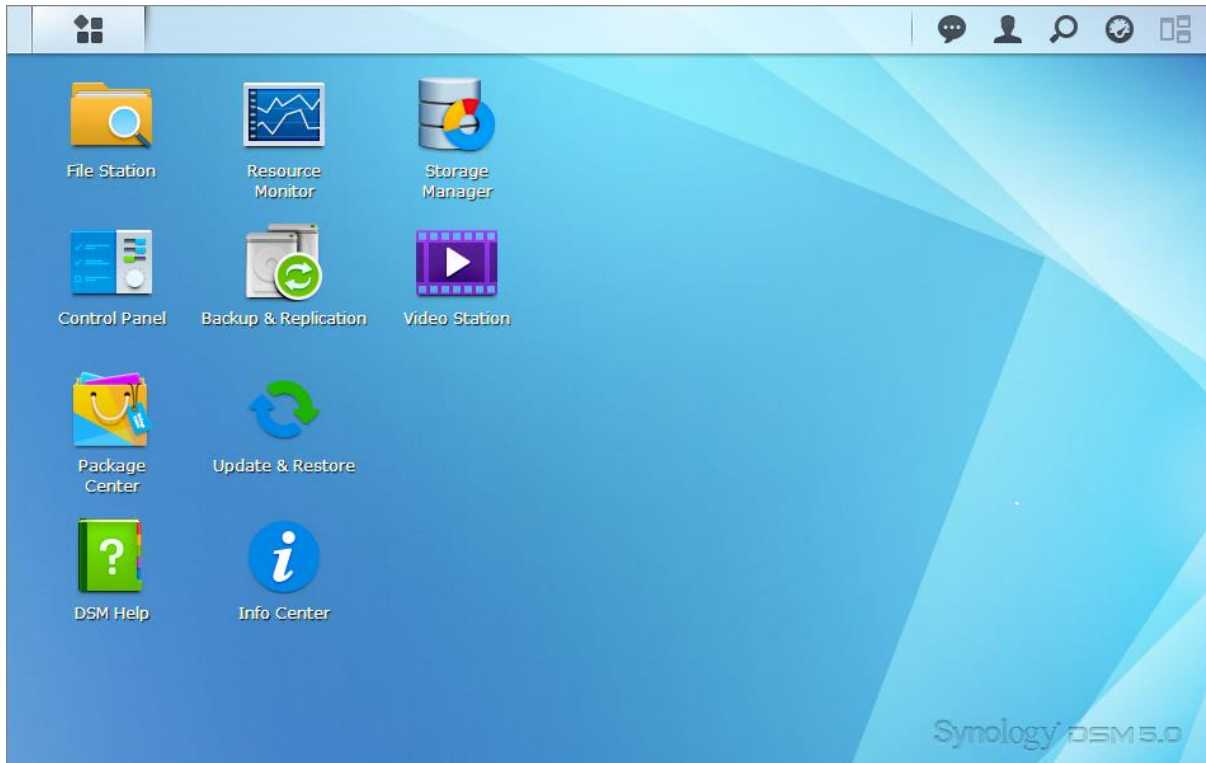 File Station
Resource
Monitor
Storage
Manager
Control Panel
Backup & Replication
Video Station
Package
Center
Update & Restore
DSM Help
Info Center
Synology DSM 5.0